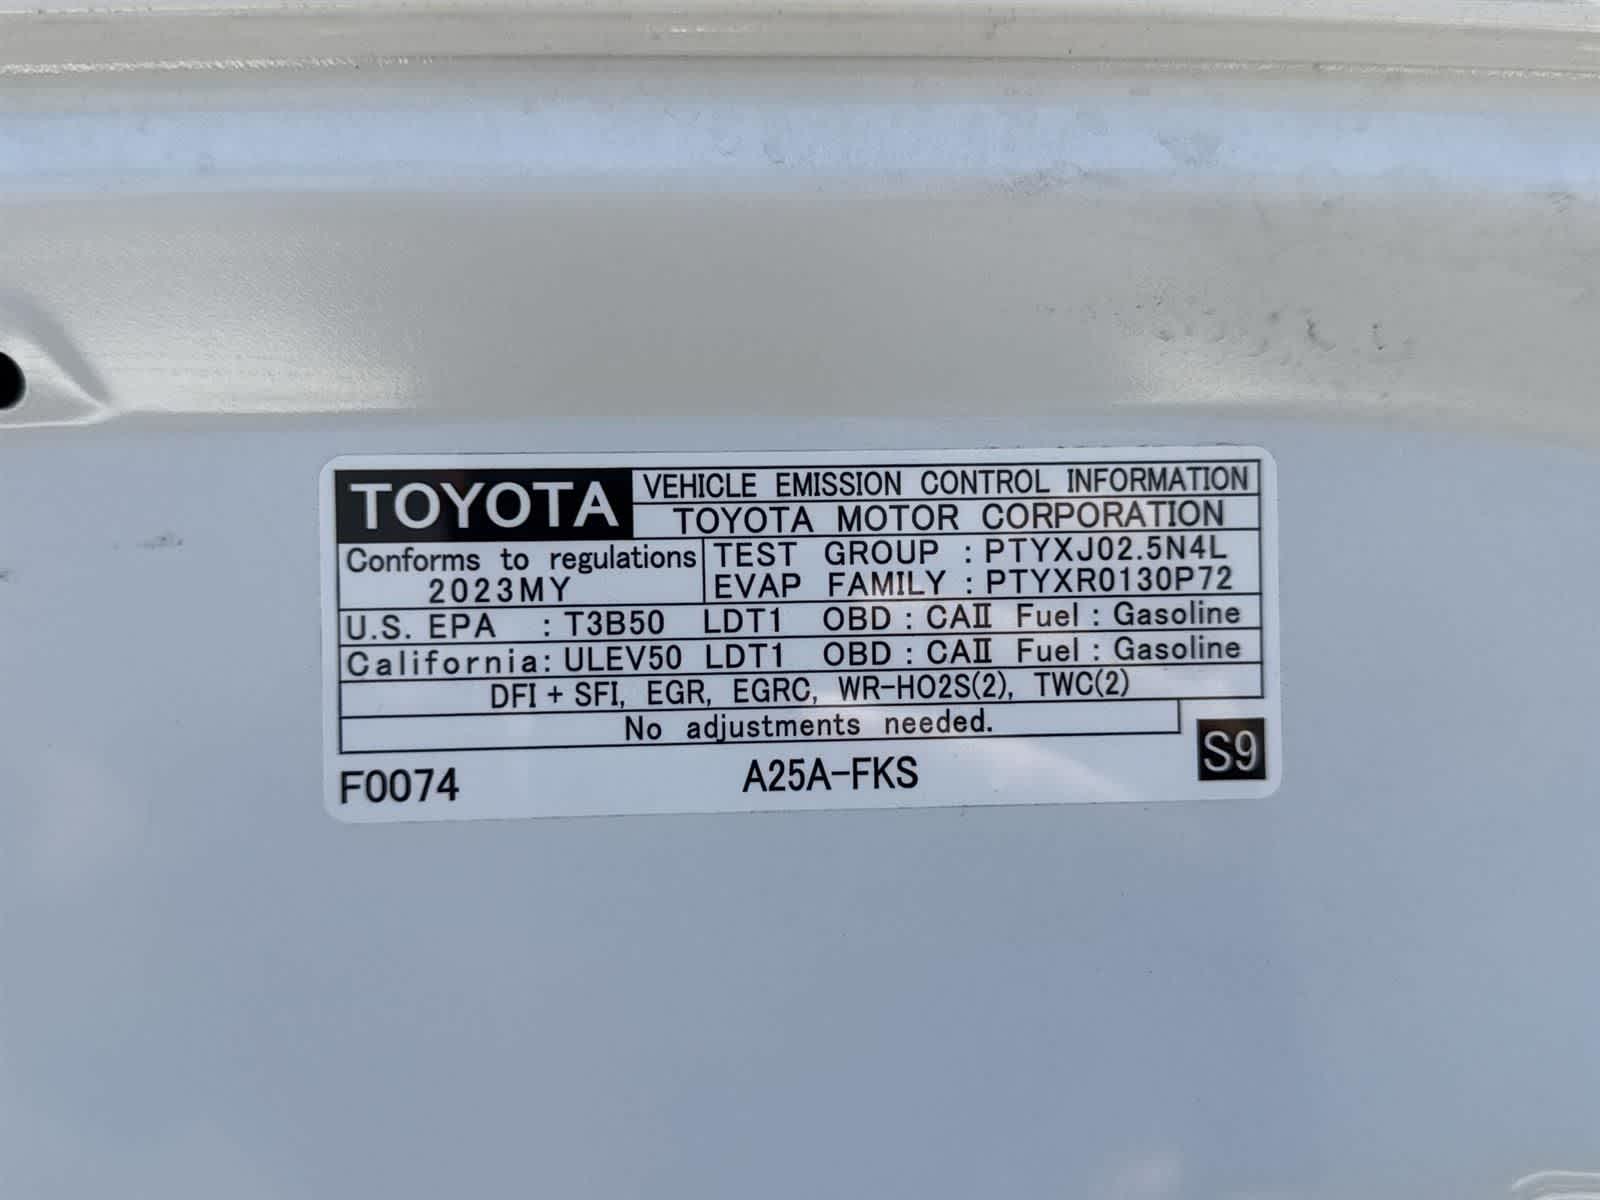 TOYOTA VEHICLE EMISSION CONTROL INFORMATION
TOYOTA MOTOR CORPORATION
Conforms to regulations
2023MY
TEST GROUP : PTYXJ02.5N4L
EVAP FAMILY : PTYXR0130P72
U.S. EPA : T3B50 LDT1 OBD : CAⅡ Fuel : Gasoline
California: ULEV50 LDT1 OBD : CAⅡ Fuel : Gasoline
DFI + SFI, EGR, EGRC, WR-HO2S(2), TWC(2)
No adjustments needed.
F0074 A25A-FKS S9